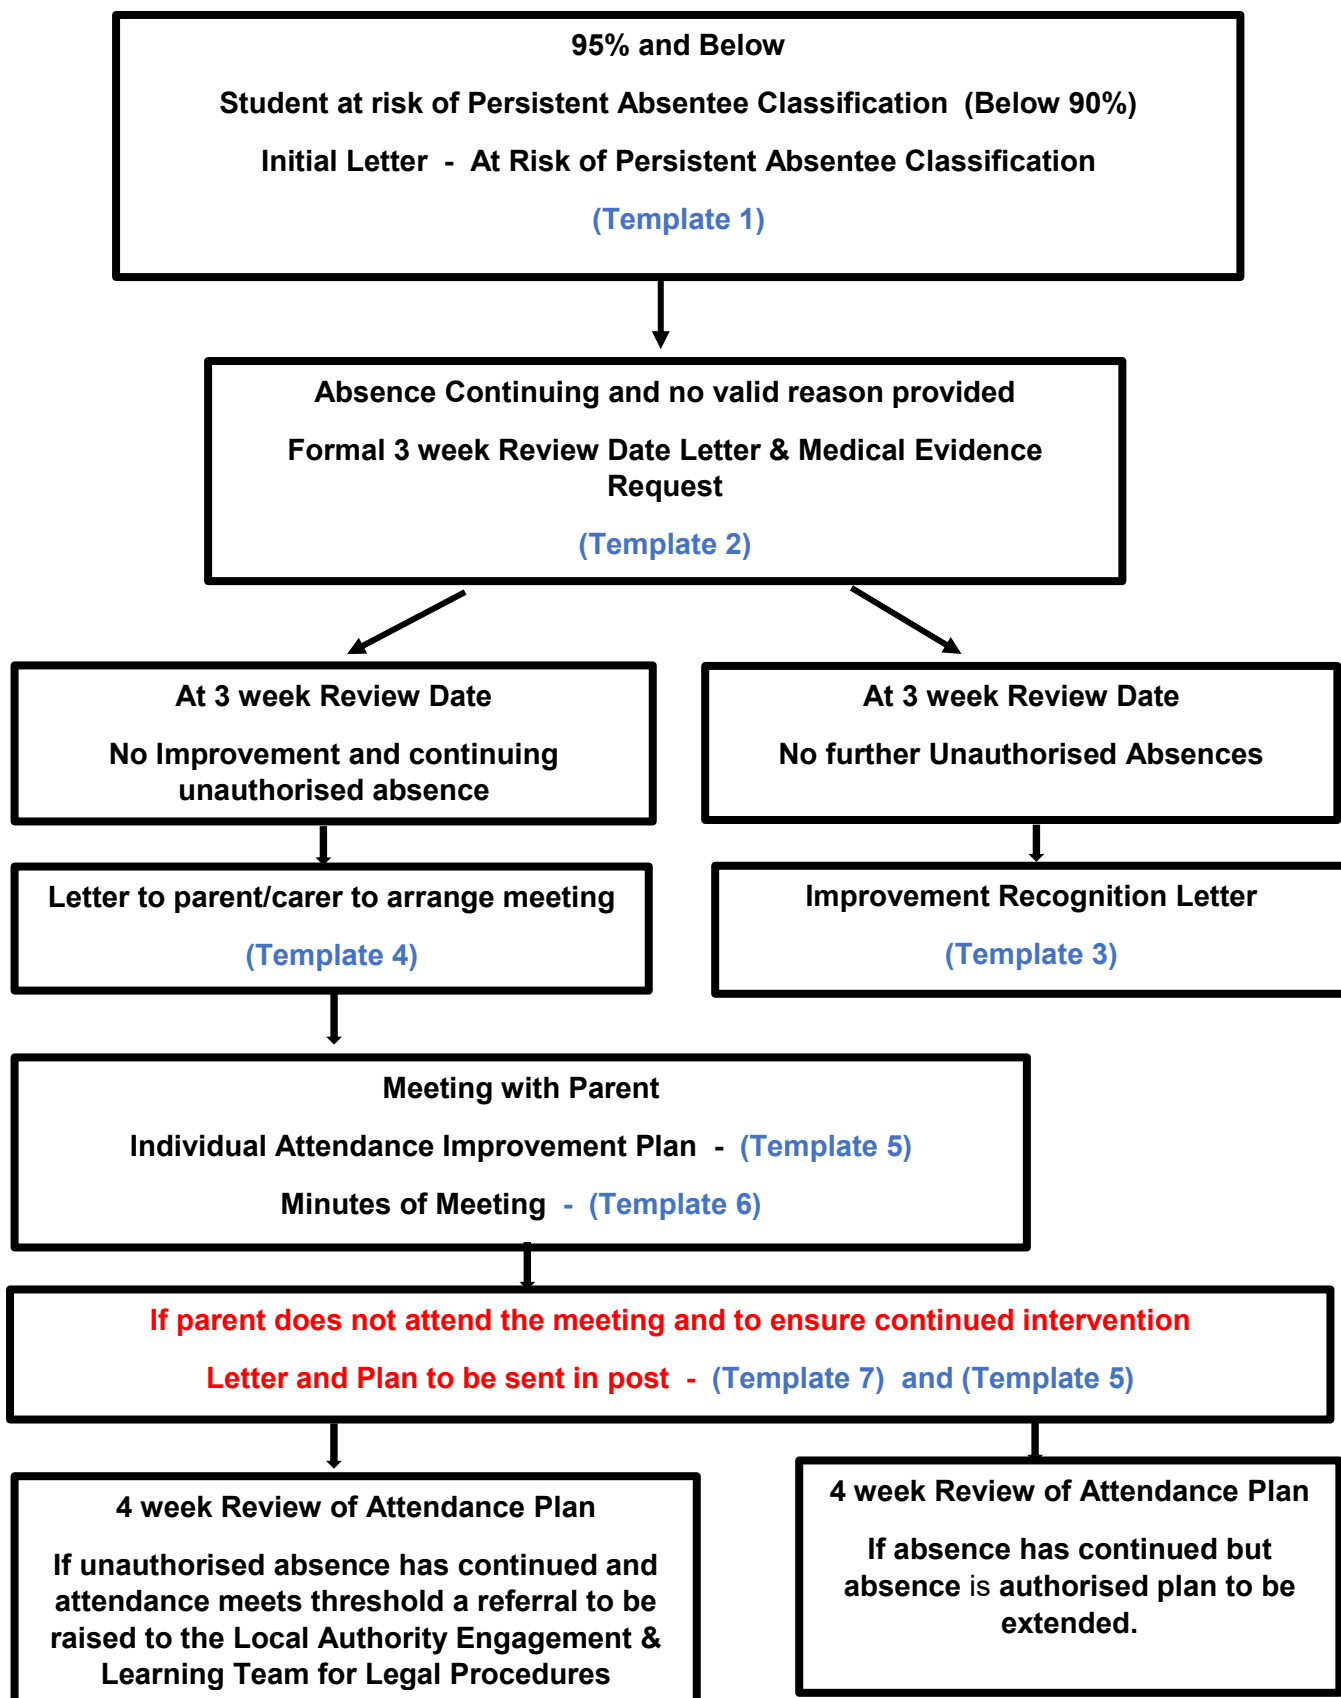 95% and Below
Student at risk of Persistent Absentee Classification (Below 90%)
Initial Letter - At Risk of Persistent Absentee Classification
(Template 1)
Absence Continuing and no valid reason provided
Formal 3 week Review Date Letter & Medical Evidence
Request
(Template 2)
At 3 week Review Date
No Improvement and continuing
unauthorised absence
At 3 week Review Date
No further Unauthorised Absences
Letter to parent/carer to arrange meeting
(Template 4)
Improvement Recognition Letter
(Template 3)
Meeting with Parent
Individual Attendance Improvement Plan - (Template 5)
Minutes of Meeting - (Template 6)
If parent does not attend the meeting and to ensure continued intervention
Letter and Plan to be sent in post - (Template 7) and (Template 5)
4 week Review of Attendance Plan
If unauthorised absence has continued and
attendance meets threshold a referral to be
raised to the Local Authority Engagement &
Learning Team for Legal Procedures
4 week Review of Attendance Plan
If absence has continued but
absence is authorised plan to be
extended.